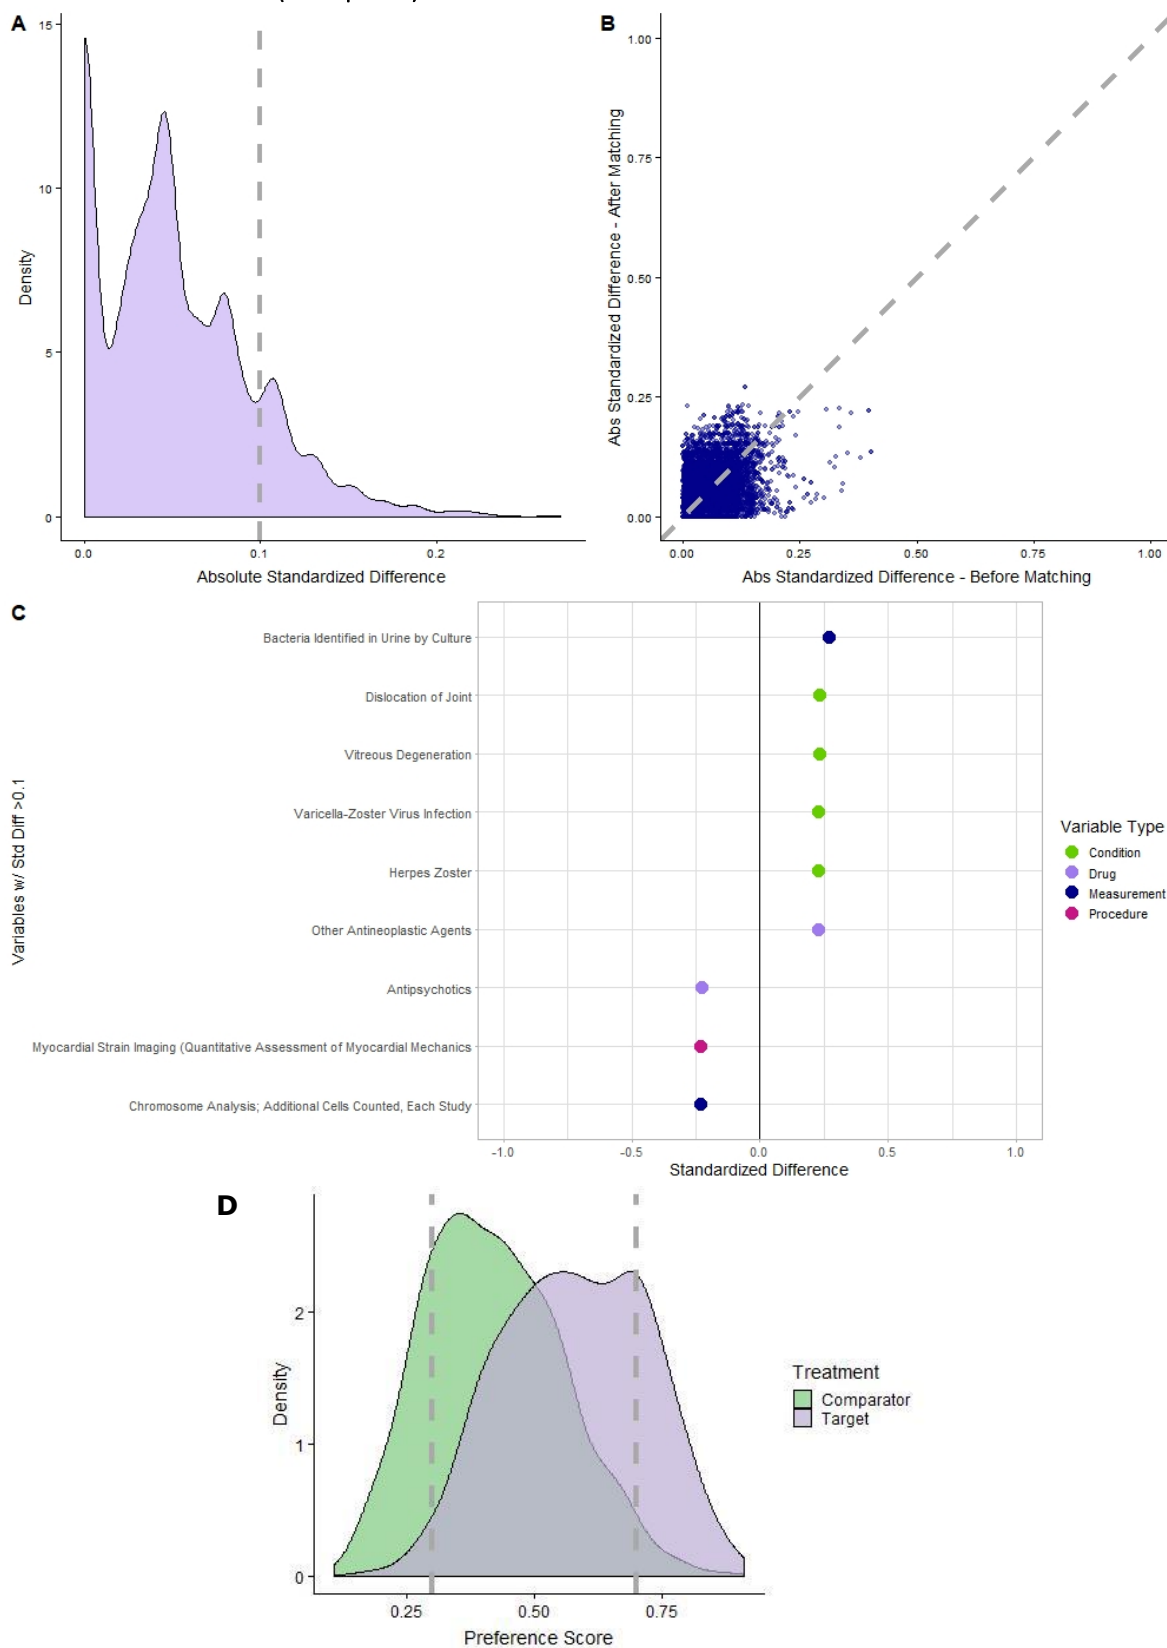 A
15
10
5
0
Density
0.0
0.1
0.2
Absolute Standardized Difference
B
1.00
0.75
0.50
0.25
0.00
Abs Standardized Difference - After Matching
0.00
0.25
0.50
0.75
1.00
Abs Standardized Difference - Before Matching
C
Variables w/ Std Diff >0.1
Bacteria Identified in Urine by Culture
Dislocation of Joint
Vitreous Degeneration
Varicella-Zoster Virus Infection
Herpes Zoster
Other Antineoplastic Agents
Antipsychotics
Myocardial Strain Imaging (Quantitative Assessment of Myocardial Mechanics
Chromosome Analysis; Additional Cells Counted, Each Study
-1.0
-0.5
0.0
0.5
1.0
Standardized Difference
Variable Type
Condition
Drug
Measurement
Procedure
D
2
1
0
Density
0.25
0.50
0.75
Preference Score
Treatment
Comparator
Target